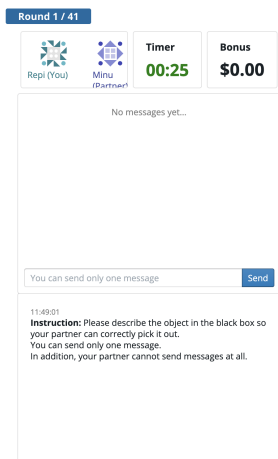 Round 1 / 41
Repi (You)
Minu
(Partner)
Timer
00:25
Bonus
$0.00
No messages yet...
You can send only one message
Send
11:49:01
Instruction: Please describe the object in the black box so
your partner can correctly pick it out.
You can send only one message.
In addition, your partner cannot send messages at all.